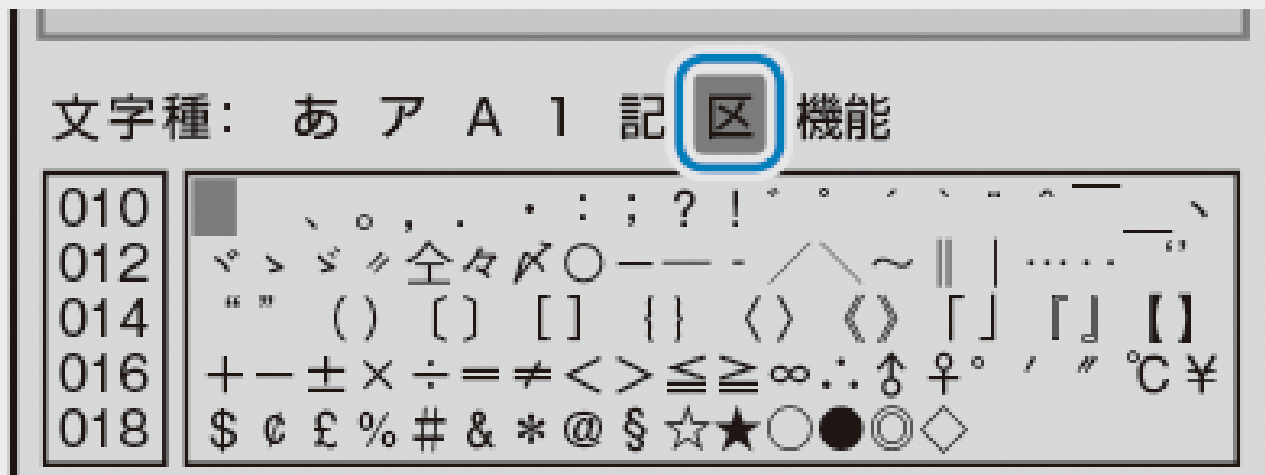 文字種： あ ア A 1 記 区 機能
010 　、。，．・：；？！゛゜´｀¨＾￣＿ヽ
012 ヾゝゞ〃仝々〆〇ー―‐／＼～∥｜…‥‘’
014 “”（）〔〕［］｛｝〈〉《》「」『』【】
016 ＋－±×÷＝≠＜＞≦≧∞∴♂♀°′″℃￥
018 ＄￠￡％＃＆＊＠§☆★○●◎◇